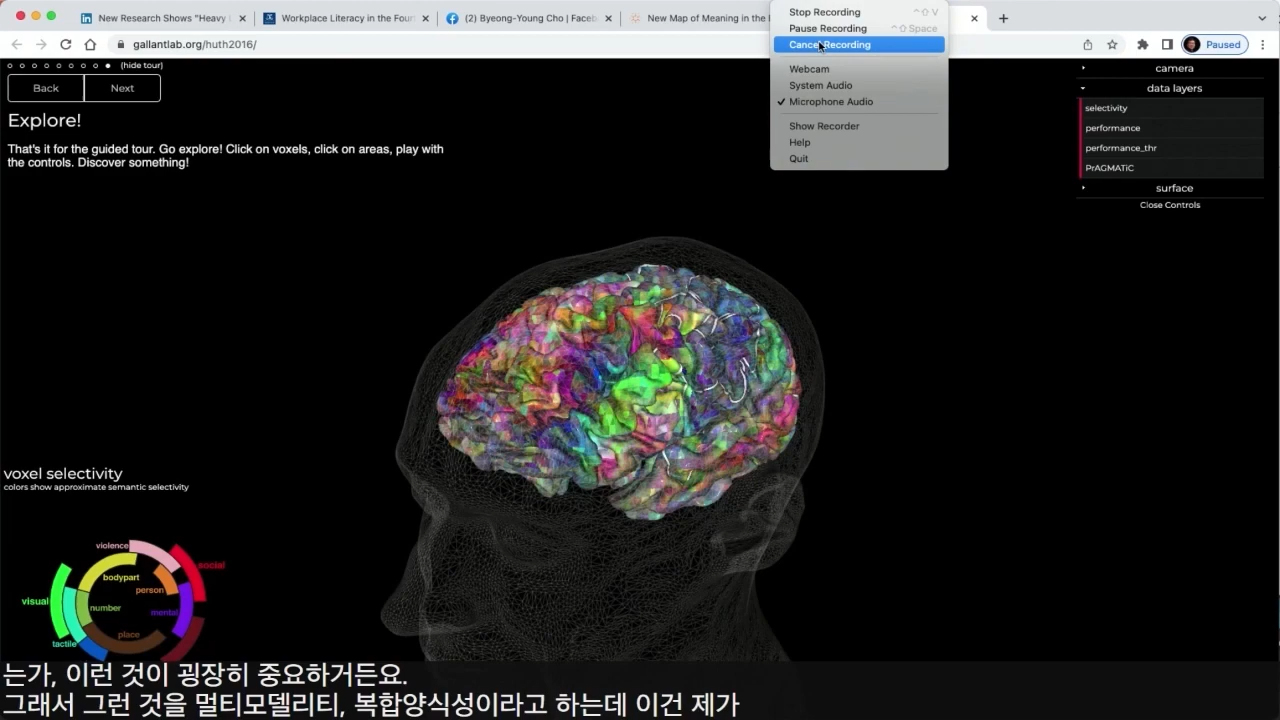 New Research Shows "Heavy
Workplace Literacy in the Four
(2) Byeong-Young Cho | Faceb
New Map of Meaning in the
gallantlab.org/huth2016/
Paused
Stop Recording
Pause Recording
Space
Cancel Recording
Webcam
System Audio
Microphone Audio
Show Recorder
Help
Quit
(hide tour)
Back
Next
Explore!
That's it for the guided tour. Go explore! Click on voxels, click on areas, play with
the controls. Discover something!
camera
data layers
selectivity
performance
performance_thr
PrAGMATiC
surface
Close Controls
voxel selectivity
colors show approximate semantic selectivity
violence
social
bodypart
person
visual
number
mental
place
tactile
는가, 이런 것이 굉장히 중요하거든요.
그래서 그런 것을 멀티모델리티, 복합양식성이라고 하는데 이건 제가